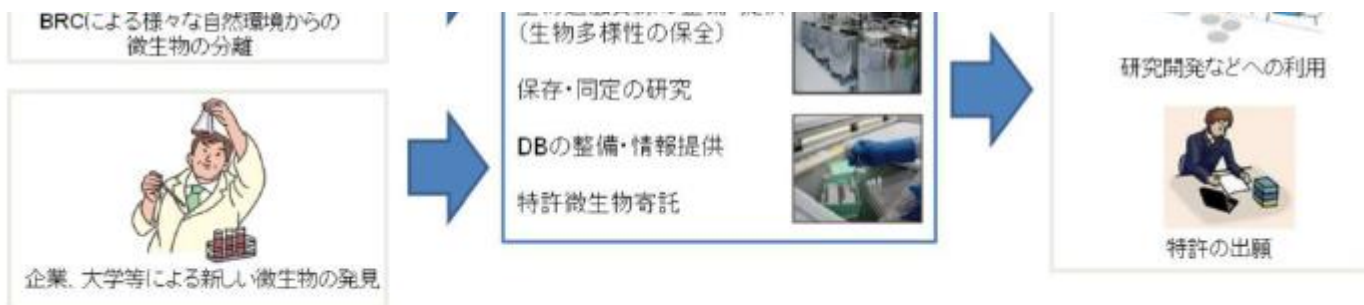 BRCによる様々な自然環境からの
微生物の分離
企業、大学等による新しい微生物の発見
(生物多様性の保全)
保存・同定の研究
DBの整備・情報提供
特許微生物寄託
研究開発などへの利用
特許の出願